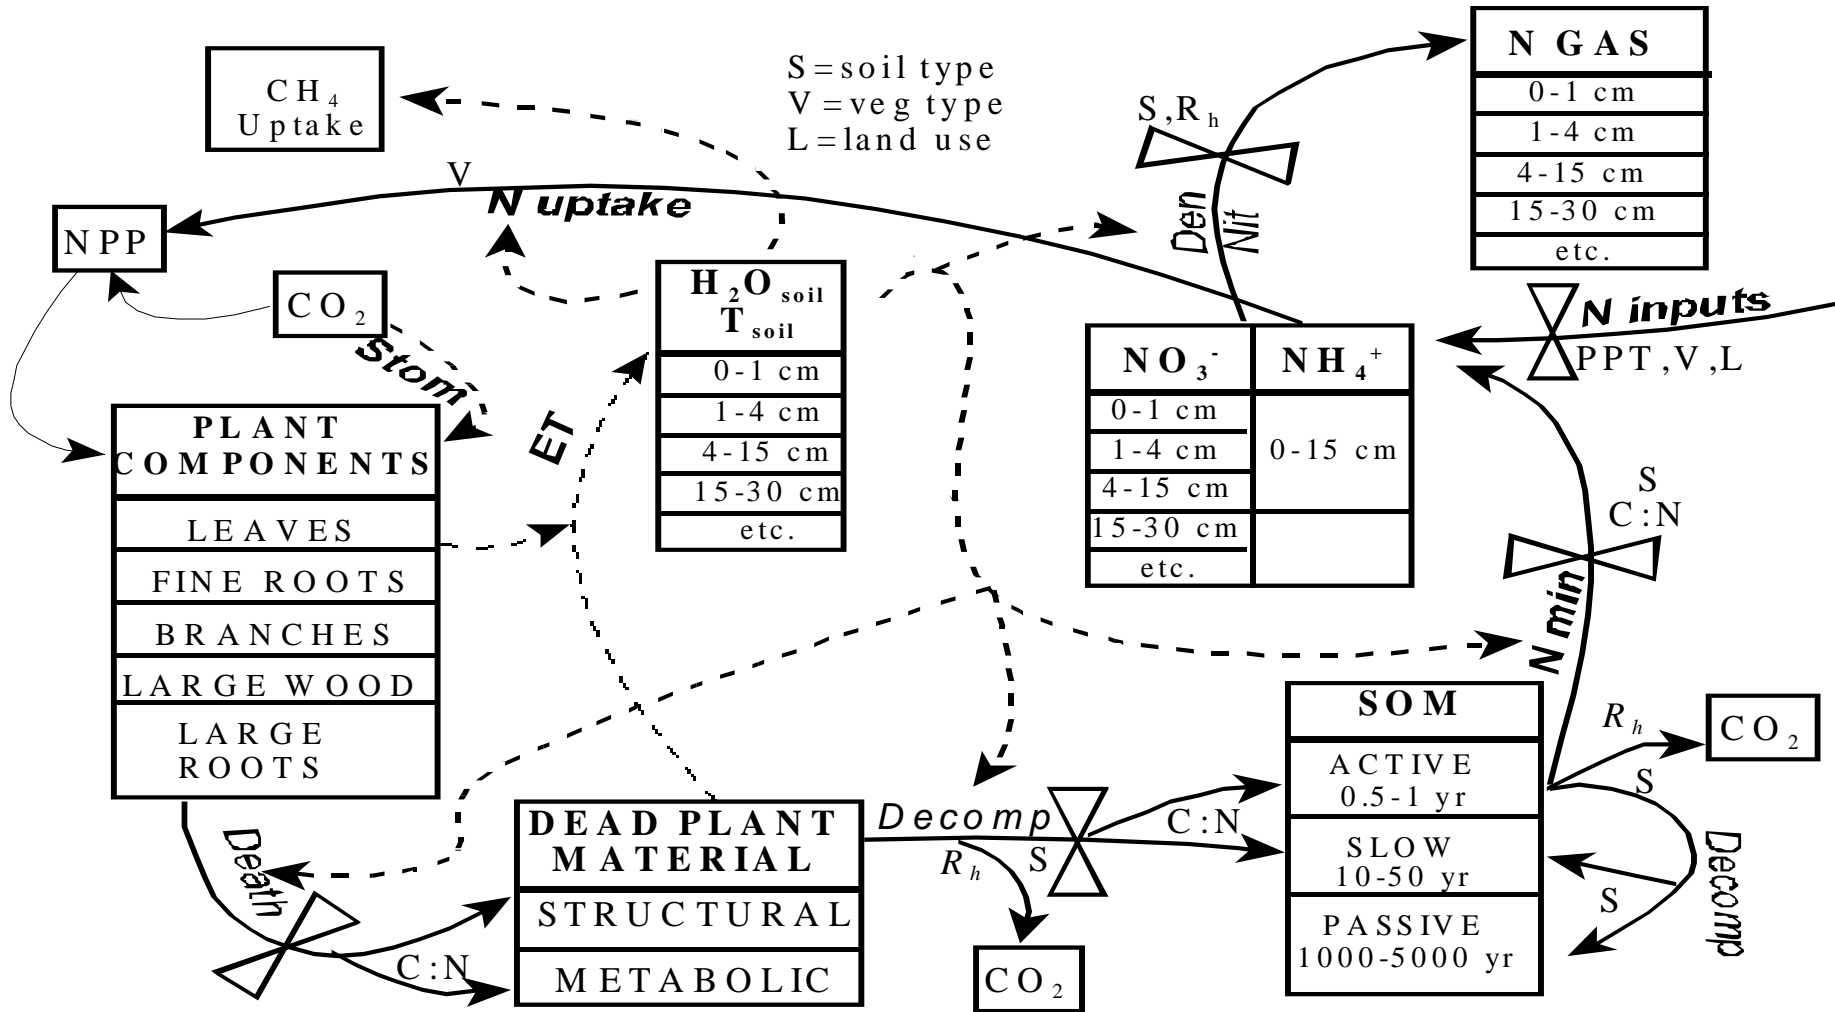 CH₄
Uptake
S=soil type
V=veg type
L=land use
S,Rₕ
N GAS
0-1 cm
1-4 cm
4-15 cm
15-30 cm
etc.
V
N uptake
Den
Nit
NPP
CO₂
Stom
H₂O soil
T soil
0-1 cm
1-4 cm
4-15 cm
15-30 cm
etc.
ET
NO₃⁻
0-1 cm
1-4 cm
4-15 cm
15-30 cm
etc.
NH₄⁺
0-15 cm
N inputs
PPT,V,L
S
C:N
N min
PLANT
COMPONENTS
LEAVES
FINE ROOTS
BRANCHES
LARGE WOOD
LARGE
ROOTS
Death
C:N
DEAD PLANT
MATERIAL
STRUCTURAL
METABOLIC
Decomp
Rₕ
S
CO₂
C:N
SOM
ACTIVE
0.5-1 yr
SLOW
10-50 yr
PASSIVE
1000-5000 yr
Rₕ
CO₂
S
S
Decomp